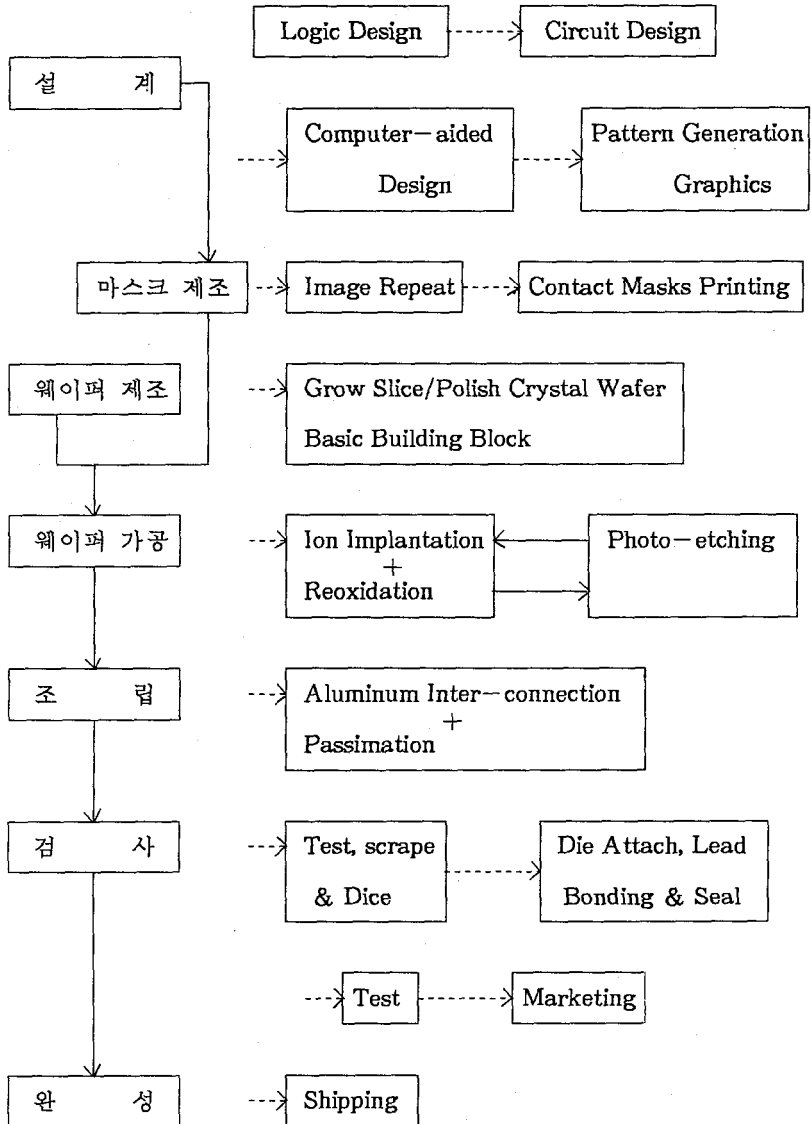 Logic Design
Circuit Design
설 계
Computer-aided
Design
Pattern Generation
Graphics
마스크 제조
Image Repeat
Contact Masks Printing
웨이퍼 제조
Grow Slice/Polish Crystal Wafer
Basic Building Block
웨이퍼 가공
Ion Implantation
+
Reoxidation
Photo-etching
조 립
Aluminum Inter-connection
+
Passimation
검 사
Test, scrape
& Dice
Die Attach, Lead
Bonding & Seal
Test
Marketing
완 성
Shipping